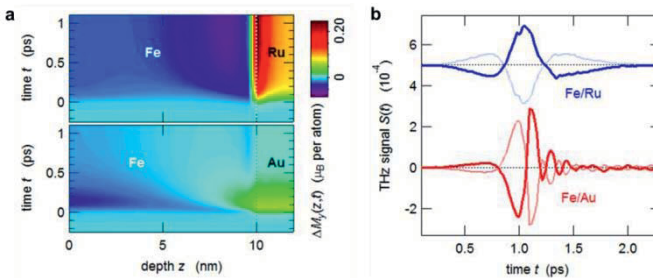 a
time t (ps)
1
0.5
0
Fe
Ru
time t (ps)
1
0.5
0
Fe
Au
0
5
10
depth z (nm)
0.20
0
ΔMy(z,t) (μB per atom)
b
THz signal S(t) (10⁻⁴)
6
4
2
0
-2
Fe/Ru
Fe/Au
0.5
1.0
1.5
2.0
time t (ps)